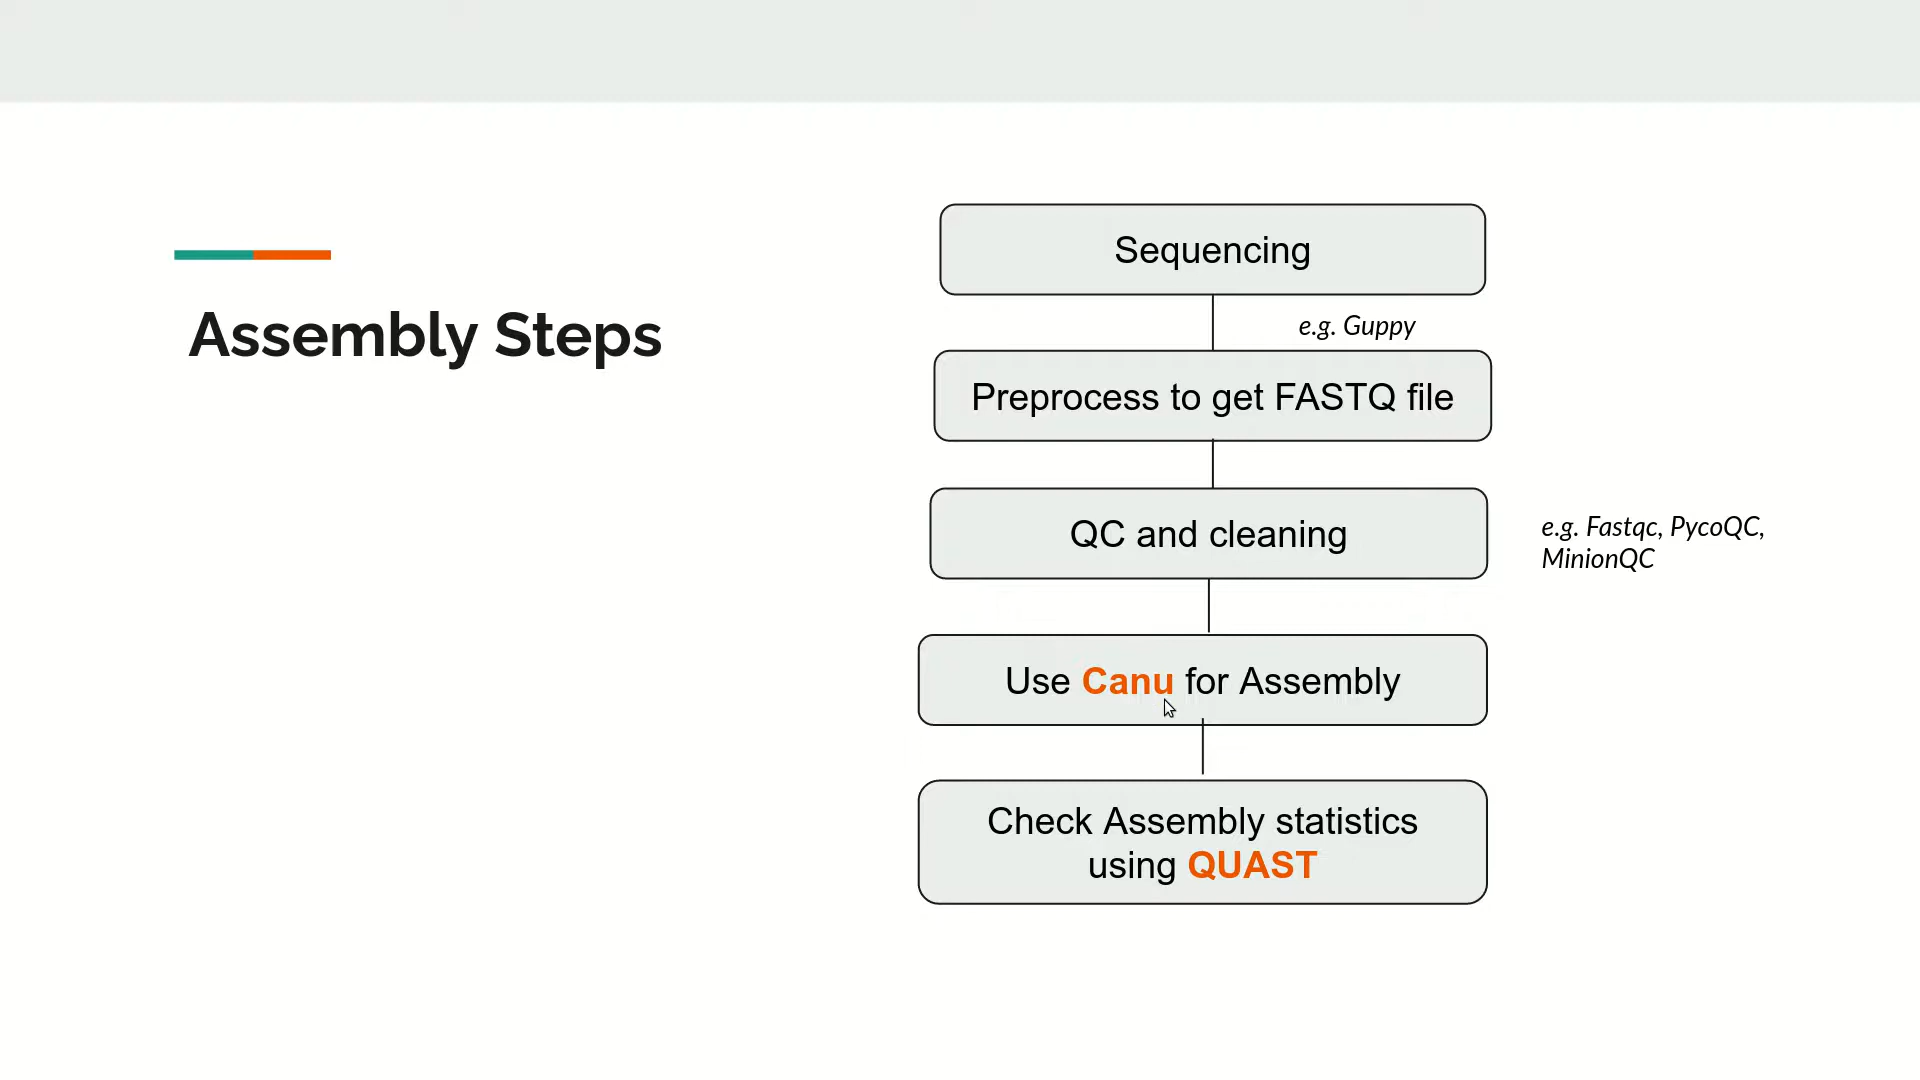 Assembly Steps
Sequencing
e.g. Guppy
Preprocess to get FASTQ file
QC and cleaning
e.g. Fastqc, PycoQC,
MinionQC
Use Canu for Assembly
Check Assembly statistics
using QUAST